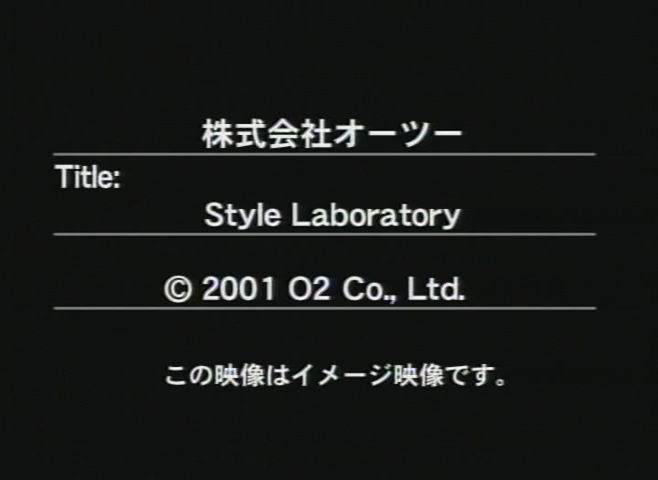 株式会社オーツー
Title:
Style Laboratory
© 2001 O2 Co., Ltd.
この映像はイメージ映像です。